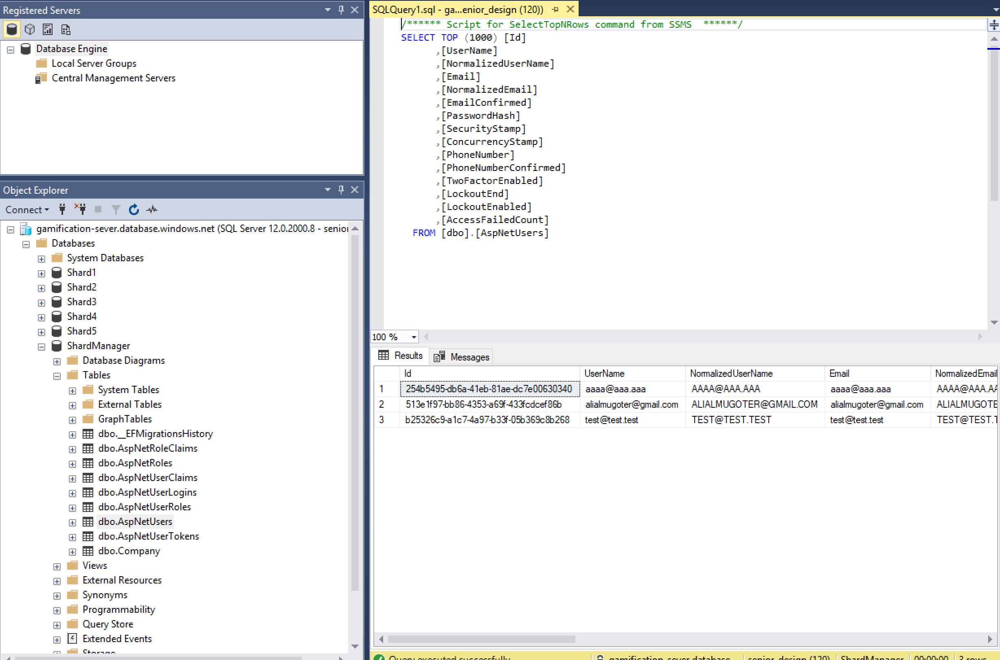 Registered Servers
Database Engine
Local Server Groups
Central Management Servers
Object Explorer
Connect
gamification-sever.database.windows.net (SQL Server 12.0.2000.8 - senior
Databases
System Databases
Shard1
Shard2
Shard3
Shard4
Shard5
ShardManager
Database Diagrams
Tables
System Tables
External Tables
GraphTables
dbo.__EFMigrationsHistory
dbo.AspNetRoleClaims
dbo.AspNetRoles
dbo.AspNetUserClaims
dbo.AspNetUserLogins
dbo.AspNetUserRoles
dbo.AspNetUsers
dbo.AspNetUserTokens
dbo.Company
Views
External Resources
Synonyms
Programmability
Query Store
Extended Events
Storage
SQLQuery1.sql - ga...enior_design (120))
/****** Script for SelectTopNRows command from SSMS  ******/
SELECT TOP (1000) [Id]
,[UserName]
,[NormalizedUserName]
,[Email]
,[NormalizedEmail]
,[EmailConfirmed]
,[PasswordHash]
,[SecurityStamp]
,[ConcurrencyStamp]
,[PhoneNumber]
,[PhoneNumberConfirmed]
,[TwoFactorEnabled]
,[LockoutEnd]
,[LockoutEnabled]
,[AccessFailedCount]
FROM [dbo].[AspNetUsers]
100 %
Results Messages
Id UserName NormalizedUserName Email NormalizedEmail
1 254b5495-db6a-41eb-81ae-dc7e00630340 aaaa@aaa.aaa AAAA@AAA.AAA aaaa@aaa.aaa AAAA@AAA.AA
2 513e1f97-bb86-4353-a69f-433fcdcef86b alialmugoter@gmail.com ALIALMUGOTER@GMAIL.COM alialmugoter@gmail.com ALIALMUGOTE
3 b25326c9-a1c7-4a97-b33f-05b369c8b268 test@test.test TEST@TEST.TEST test@test.test TEST@TEST.T
Query executed successfully. gamification-sever.database.... senior_design (120) ShardManager 00:00:00 3 rows